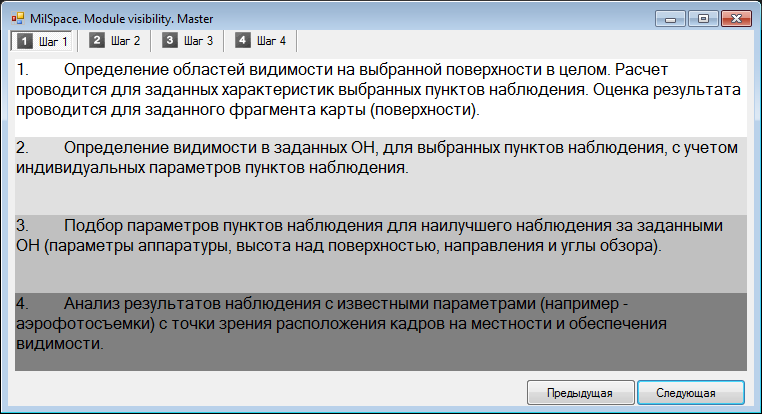 MilSpace. Module visibility. Master
1 Шаг 1 2 Шаг 2 3 Шаг 3 4 Шаг 4
1. Определение областей видимости на выбранной поверхности в целом. Расчет
проводится для заданных характеристик выбранных пунктов наблюдения. Оценка результата
проводится для заданного фрагмента карты (поверхности).
2. Определение видимости в заданных ОН, для выбранных пунктов наблюдения, с учетом
индивидуальных параметров пунктов наблюдения.
3. Подбор параметров пунктов наблюдения для наилучшего наблюдения за заданными
ОН (параметры аппаратуры, высота над поверхностью, направления и углы обзора).
4. Анализ результатов наблюдения с известными параметрами (например -
аэрофотосъемки) с точки зрения расположения кадров на местности и обеспечения
видимости.
Предыдущая Следующая